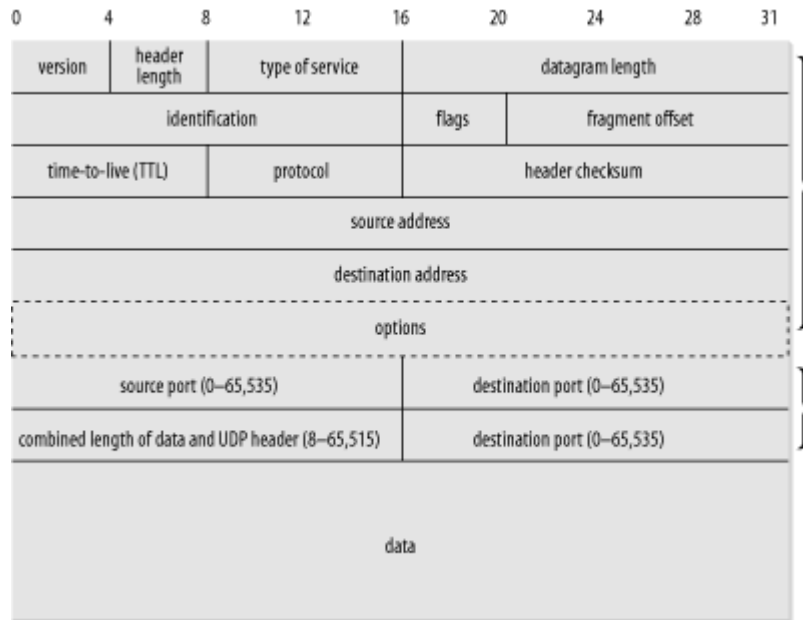 0 4 8 12 16 20 24 28 31
version header length type of service datagram length
identification flags fragment offset
time-to-live (TTL) protocol header checksum
source address
destination address
options
source port (0–65,535) destination port (0–65,535)
combined length of data and UDP header (8–65,515) destination port (0–65,535)
data